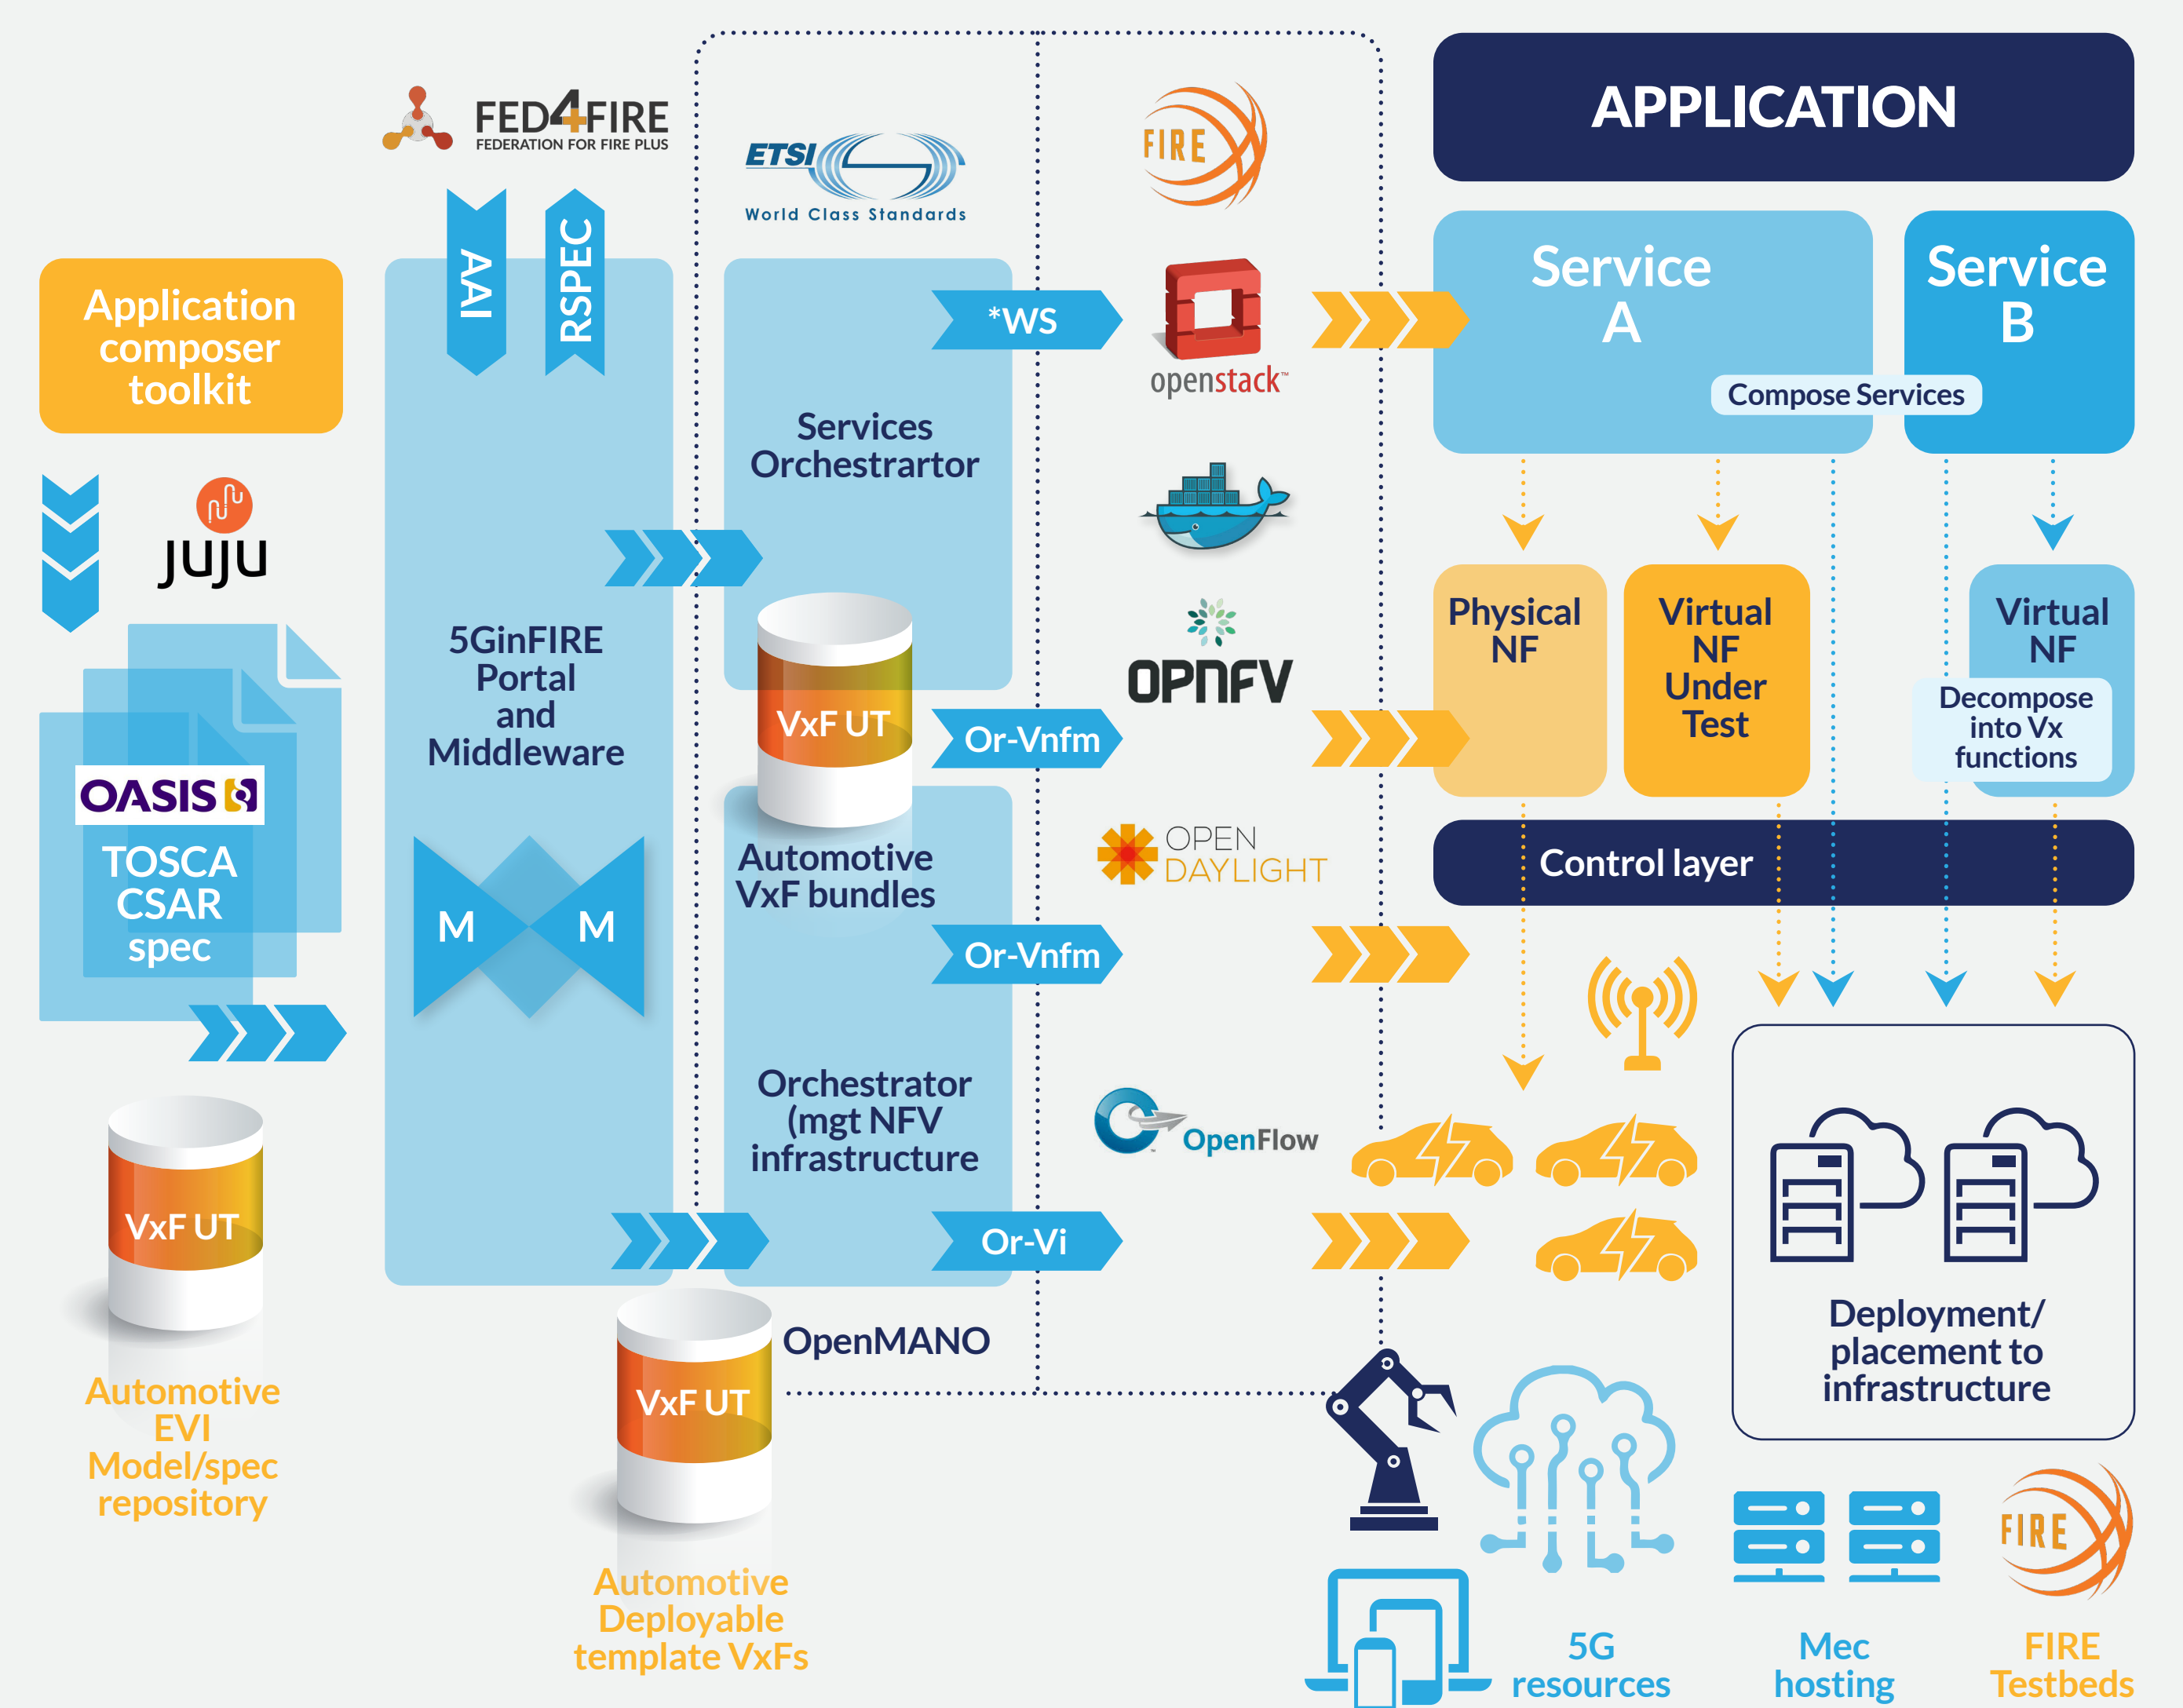 FED4FIRE
FEDERATION FOR FIRE PLUS
AAI
RSPEC
Application
composer
toolkit
juju
OASIS
TOSCA
CSAR
spec
VxF UT
Automotive
EVI
Model/spec
repository
5GinFIRE
Portal
and
Middleware
M
M
VxF UT
Automotive
Deployable
template VxFs
ETSI
World Class Standards
Services
Orchestrartor
VxF UT
Automotive
VxF bundles
Orchestrator
(mgt NFV
infrastructure
OpenMANO
*WS
Or-Vnfm
Or-Vnfm
Or-Vi
FIRE
openstack™
OPNFV
OPEN
DAYLIGHT
OpenFlow
APPLICATION
Service
A
Service
B
Compose Services
Physical
NF
Virtual
NF
Under
Test
Virtual
NF
Decompose
into Vx
functions
Control layer
Deployment/
placement to
infrastructure
5G
resources
Mec
hosting
FIRE
FIRE
Testbeds